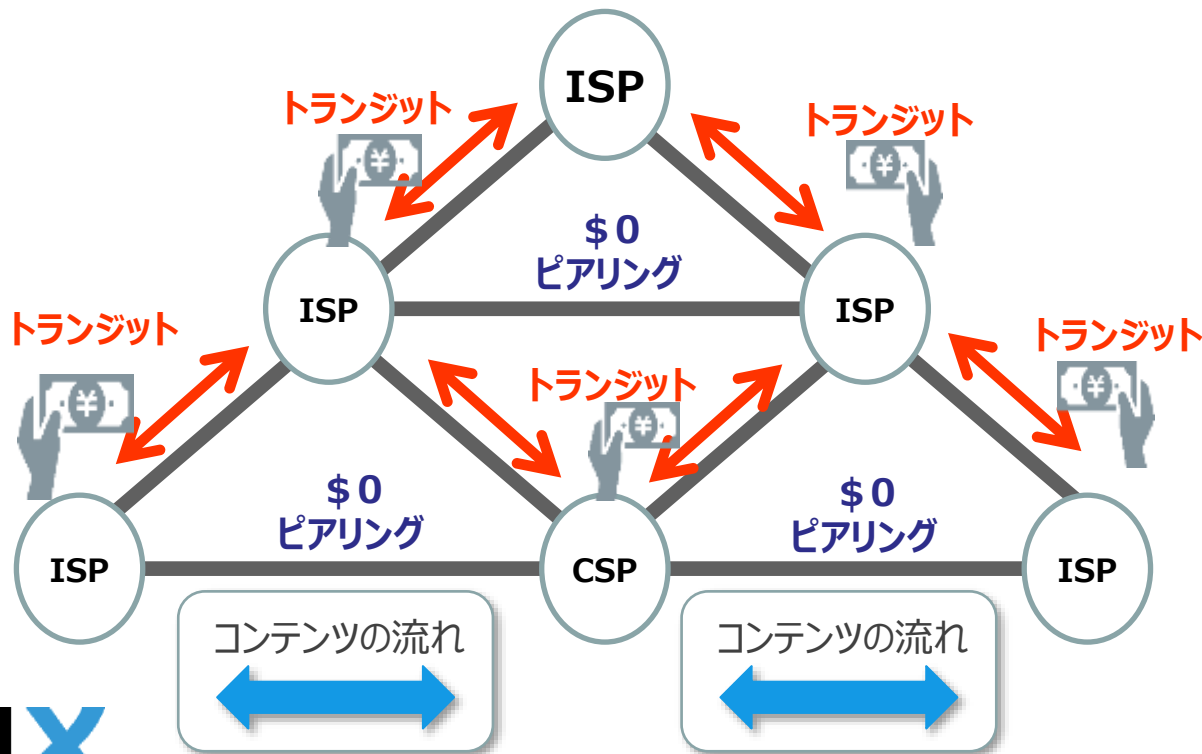 ISP
トランジット
トランジット
¥
¥
$0
ピアリング
ISP
ISP
トランジット
トランジット
トランジット
¥
¥
¥
$0
ピアリング
$0
ピアリング
ISP
CSP
ISP
コンテンツの流れ
コンテンツの流れ
X